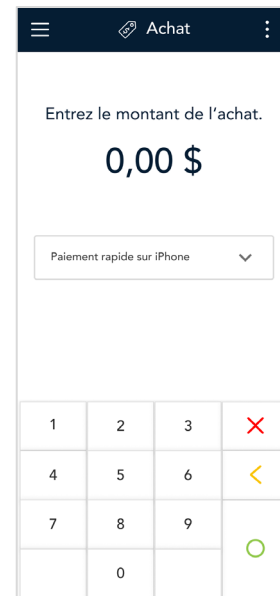 Achat
Entrez le montant de l'achat.
0,00 $
Paiement rapide sur iPhone
1 2 3
4 5 6
7 8 9
0